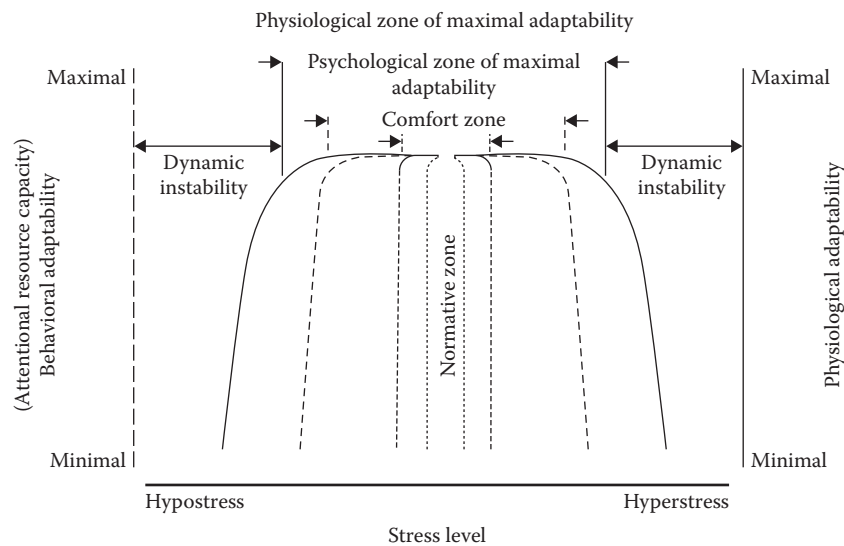 Physiological zone of maximal adaptability
Maximal
Psychological zone of maximal
adaptability
Maximal
Comfort zone
Dynamic
instability
Dynamic
instability
(Attentional resource capacity)
Behavioral adaptability
Normative zone
Physiological adaptability
Minimal
Minimal
Hypostress
Hyperstress
Stress level